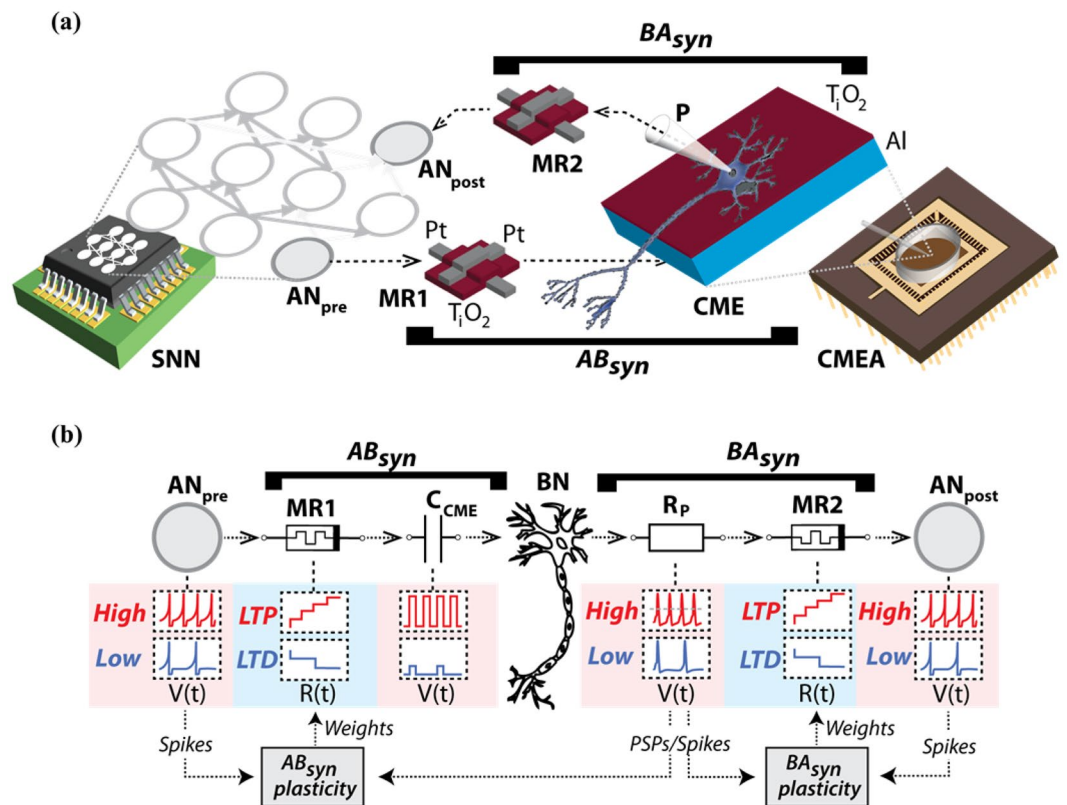 (a)
BAsyn
TiO2
P
Al
ANpost
MR2
Pt
Pt
ANpre
MR1
TiO2
CME
SNN
ABsyn
CMEA
(b)
ABsyn
BAsyn
ANpre
MR1
CCME
BN
RP
MR2
ANpost
High
LTP
High
LTP
High
Low
LTD
Low
LTD
Low
V(t)
R(t)
V(t)
V(t)
R(t)
V(t)
Spikes
Weights
PSPs/Spikes
Weights
Spikes
ABsyn
plasticity
BAsyn
plasticity